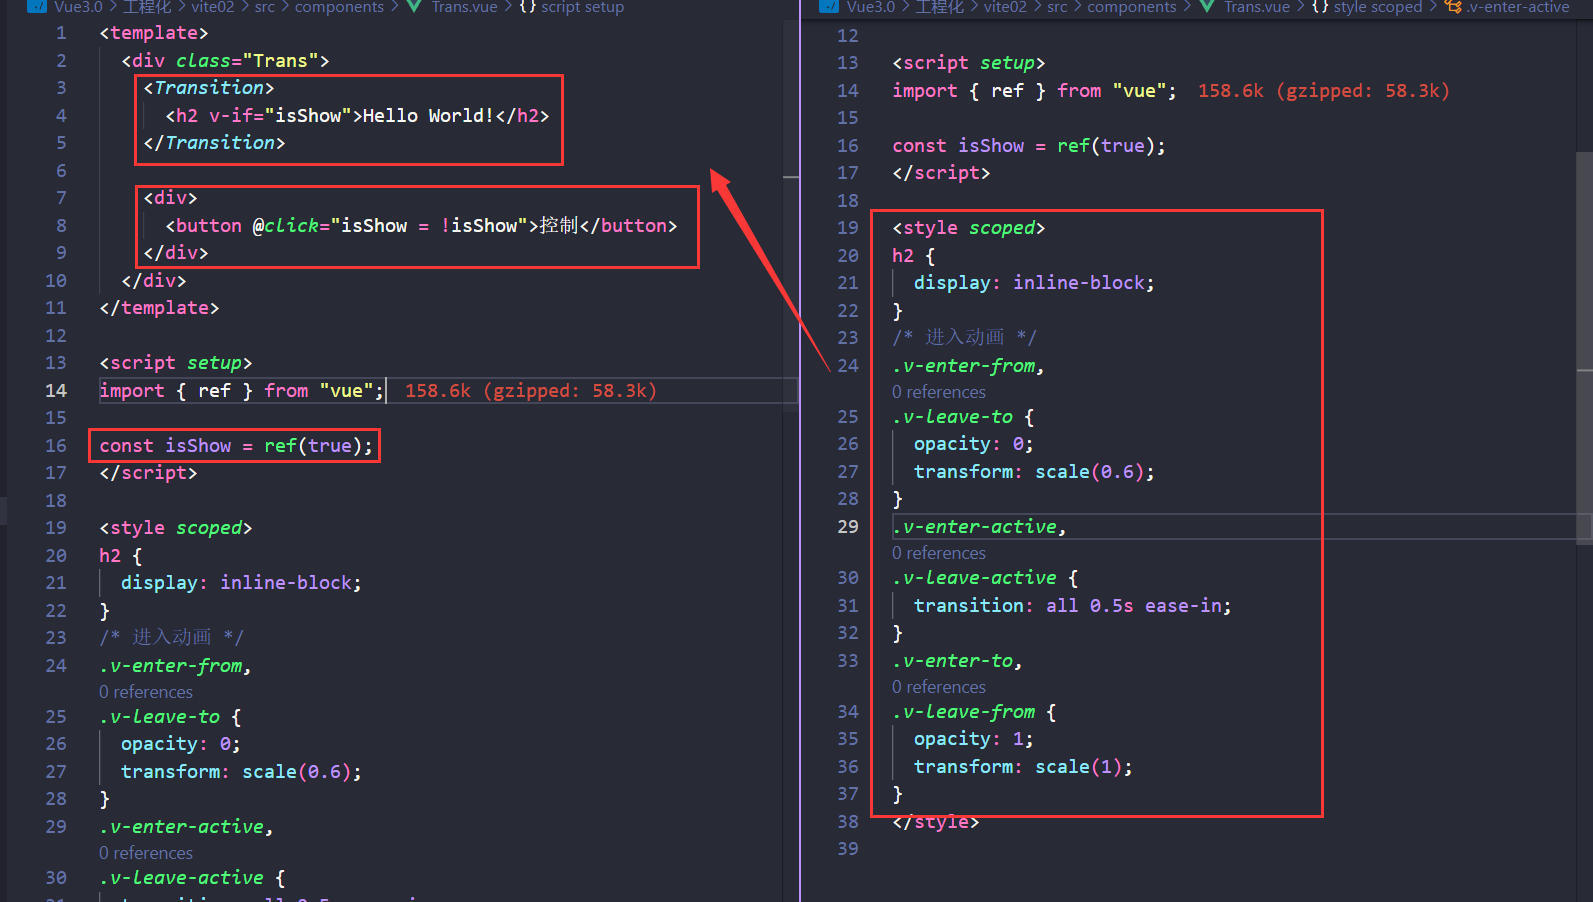 Vue3.0 > 工程化 > vite02 > src > components > Trans.vue > {} script setup
1 <template>
2 <div class="Trans">
3 <Transition>
4 <h2 v-if="isShow">Hello World!</h2>
5 </Transition>
6
7 <div>
8 <button @click="isShow = !isShow">控制</button>
9 </div>
10 </div>
11 </template>
12
13 <script setup>
14 import { ref } from "vue"; 158.6k (gzipped: 58.3k)
15
16 const isShow = ref(true);
17 </script>
18
19 <style scoped>
20 h2 {
21 display: inline-block;
22 }
23 /* 进入动画 */
24 .v-enter-from,
0 references
25 .v-leave-to {
26 opacity: 0;
27 transform: scale(0.6);
28 }
29 .v-enter-active,
0 references
30 .v-leave-active {
Vue3.0 > 工程化 > vite02 > src > components > Trans.vue > {} style scoped > .v-enter-active
12
13 <script setup>
14 import { ref } from "vue"; 158.6k (gzipped: 58.3k)
15
16 const isShow = ref(true);
17 </script>
18
19 <style scoped>
20 h2 {
21 display: inline-block;
22 }
23 /* 进入动画 */
24 .v-enter-from,
0 references
25 .v-leave-to {
26 opacity: 0;
27 transform: scale(0.6);
28 }
29 .v-enter-active,
0 references
30 .v-leave-active {
31 transition: all 0.5s ease-in;
32 }
33 .v-enter-to,
0 references
34 .v-leave-from {
35 opacity: 1;
36 transform: scale(1);
37 }
38 </style>
39